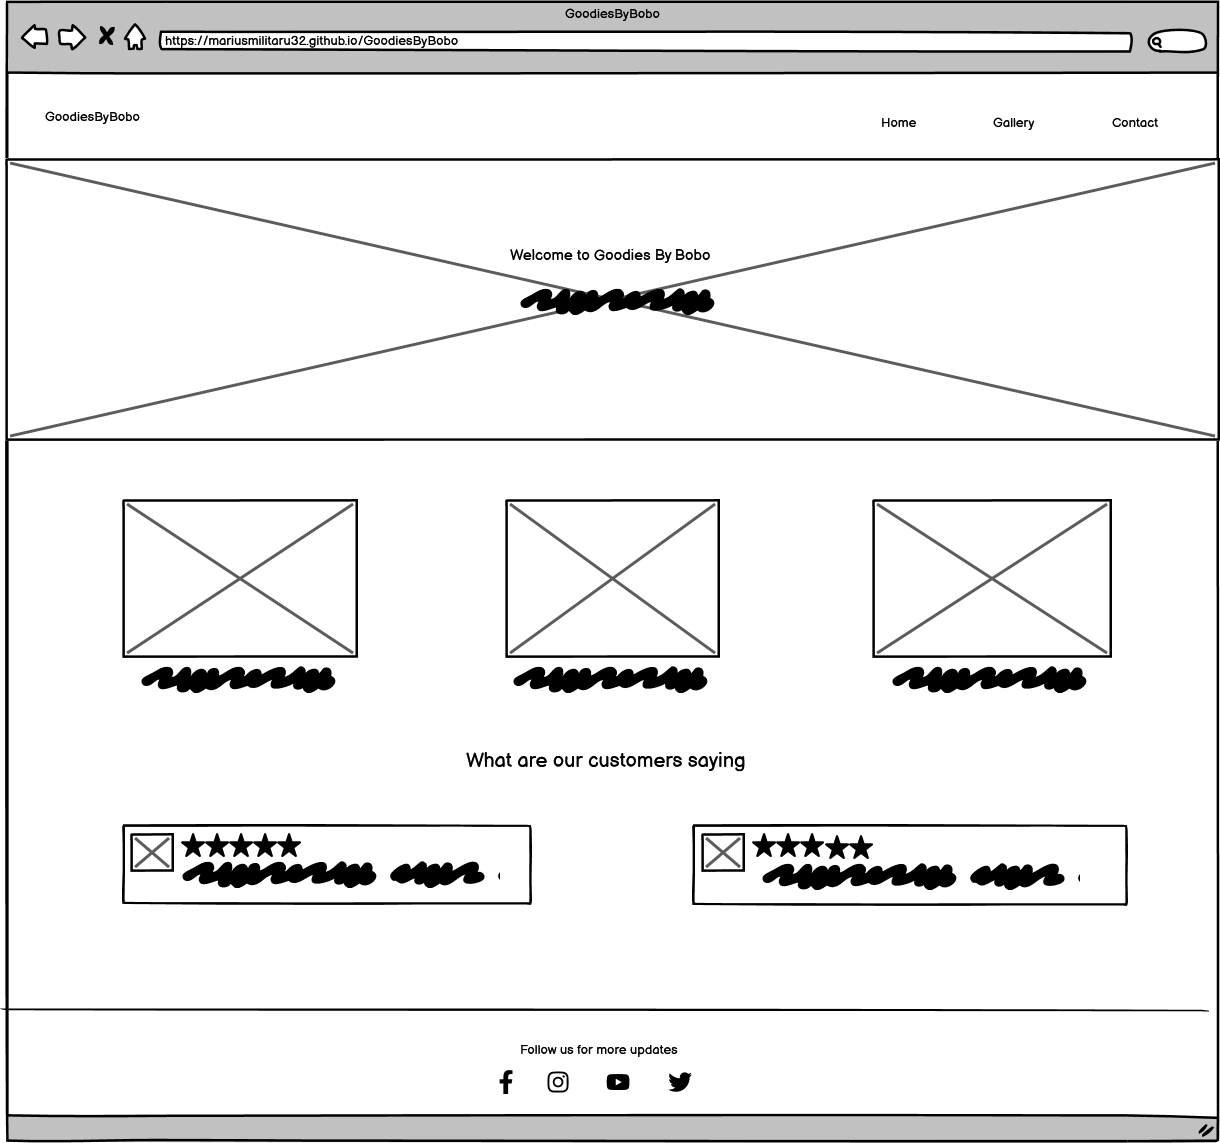 GoodiesByBobo
https://mariusmilitaru32.github.io/GoodiesByBobo
GoodiesByBobo
Home
Gallery
Contact
Welcome to Goodies By Bobo
What are our customers saying
Follow us for more updates